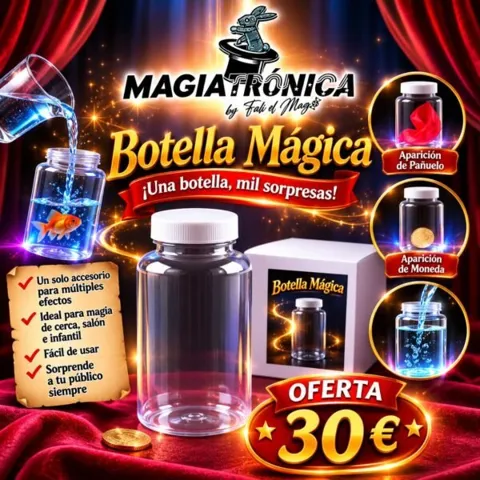 MAGIATRÓNICA
by Fali el Mago
Botella Mágica
¡Una botella, mil sorpresas!
Aparición
de Pañuelo
Aparición
de Moneda
Un solo accesorio
para múltiples
efectos
Ideal para magia
de cerca, salón
e infantil
Fácil de usar
Sorprende
a tu público
siempre
Botella Mágica
OFERTA
30€